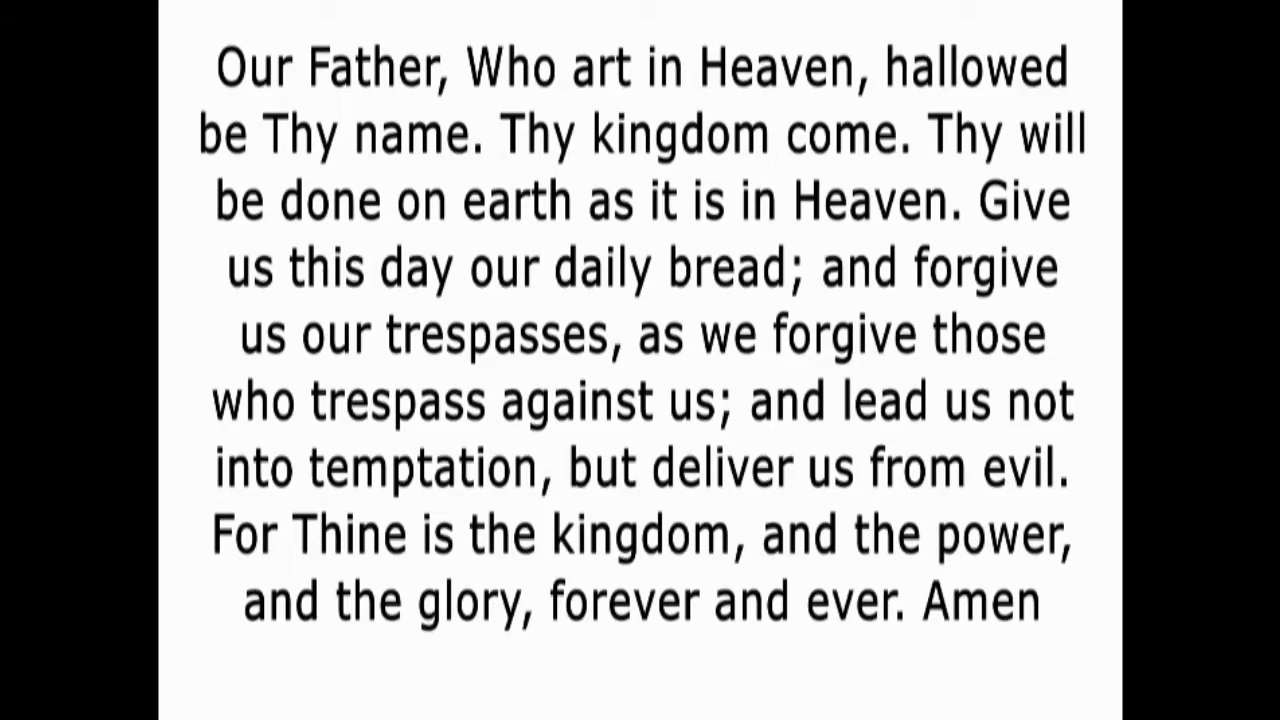 Our Father, Who art in Heaven, hallowed
be Thy name. Thy kingdom come. Thy will
be done on earth as it is in Heaven. Give
us this day our daily bread; and forgive
us our trespasses, as we forgive those
who trespass against us; and lead us not
into temptation, but deliver us from evil.
For Thine is the kingdom, and the power,
and the glory, forever and ever. Amen